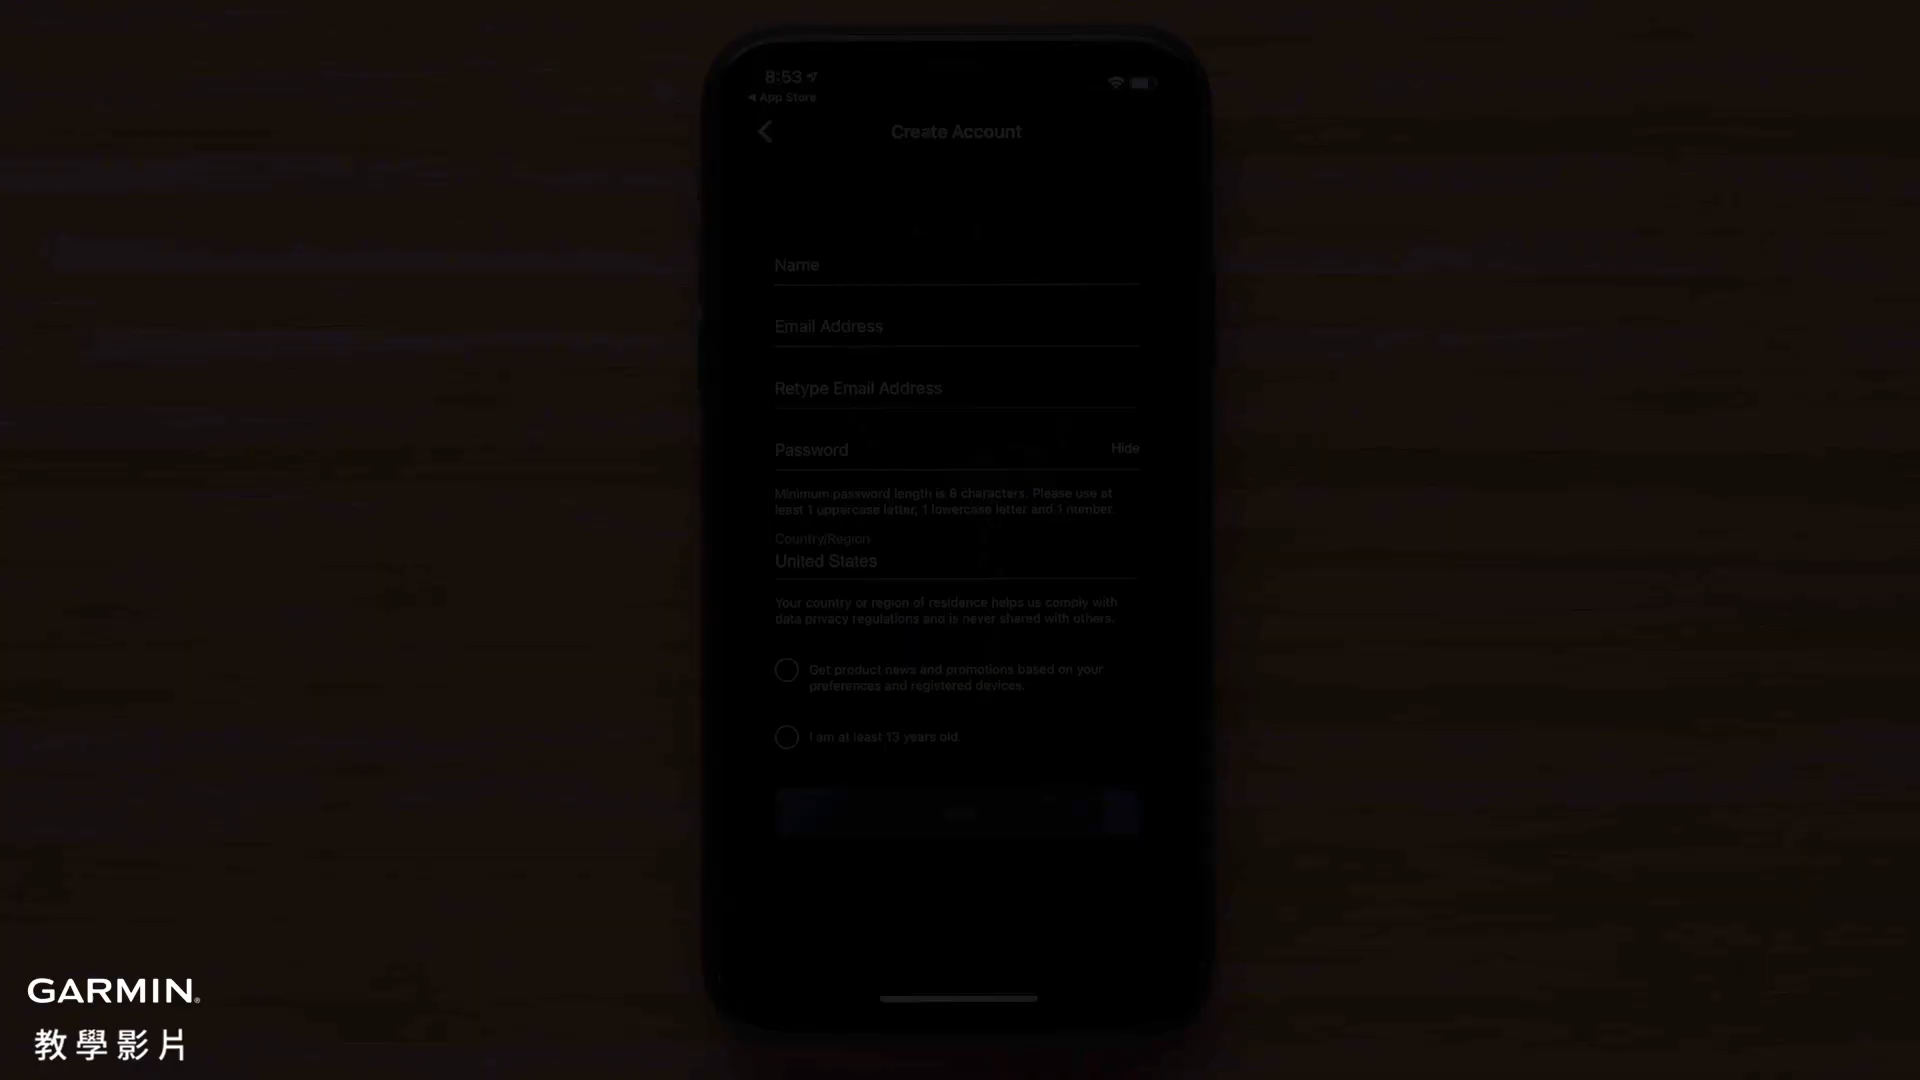 8:53
App Store
Create Account
Name
Email Address
Retype Email Address
Password
Hide
Minimum password length is 8 characters. Please use at
least 1 uppercase letter, 1 lowercase letter and 1 number.
Country/Region
United States
Your country or region of residence helps us comply with
data privacy regulations and is never shared with others.
Get product news and promotions based on your
preferences and registered devices.
I am at least 13 years old.
GARMIN®
教學影片